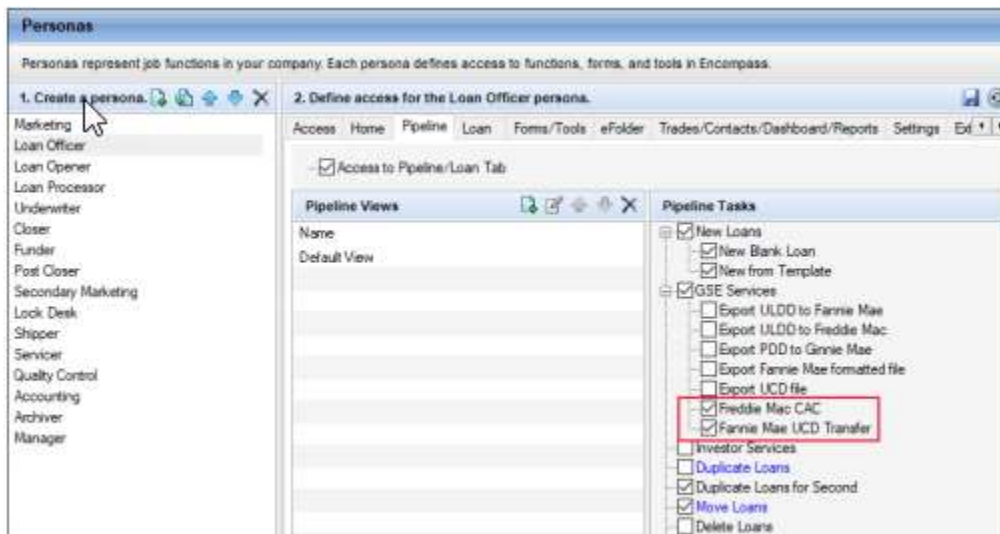 Personas
Personas represent job functions in your company. Each persona defines access to functions, forms, and tools in Encompass.
1. Create a persona.
2. Define access for the Loan Officer persona.
Marketing
Loan Officer
Loan Opener
Loan Processor
Underwriter
Closer
Funder
Post Closer
Secondary Marketing
Lock Desk
Shipper
Servicer
Quality Control
Accounting
Archiver
Manager
Access Home Pipeline Loan Forms/Tools eFolder Trades/Contacts/Dashboard/Reports Settings
Access to Pipeline/Loan Tab
Pipeline Views
Name
Default View
Pipeline Tasks
New Loans
New Blank Loan
New from Template
GSE Services
Export ULDD to Fannie Mae
Export ULDD to Freddie Mac
Export PDD to Ginnie Mae
Export Fannie Mae formatted file
Export UCD file
Freddie Mac CAC
Fannie Mae UCD Transfer
Investor Services
Duplicate Loans
Duplicate Loans for Second
Move Loans
Delete Loans